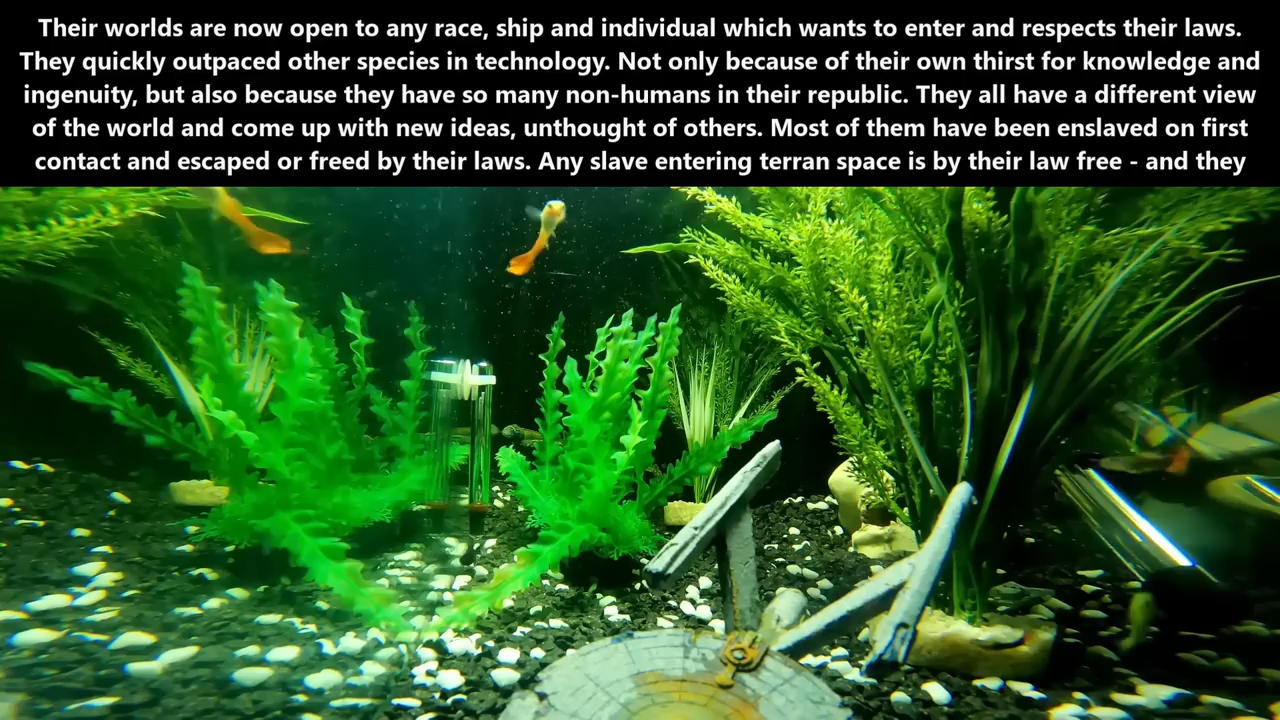 Their worlds are now open to any race, ship and individual which wants to enter and respects their laws.
They quickly outpaced other species in technology. Not only because of their own thirst for knowledge and
ingenuity, but also because they have so many non-humans in their republic. They all have a different view
of the world and come up with new ideas, unthought of others. Most of them have been enslaved on first
contact and escaped or freed by their laws. Any slave entering terran space is by their law free - and they